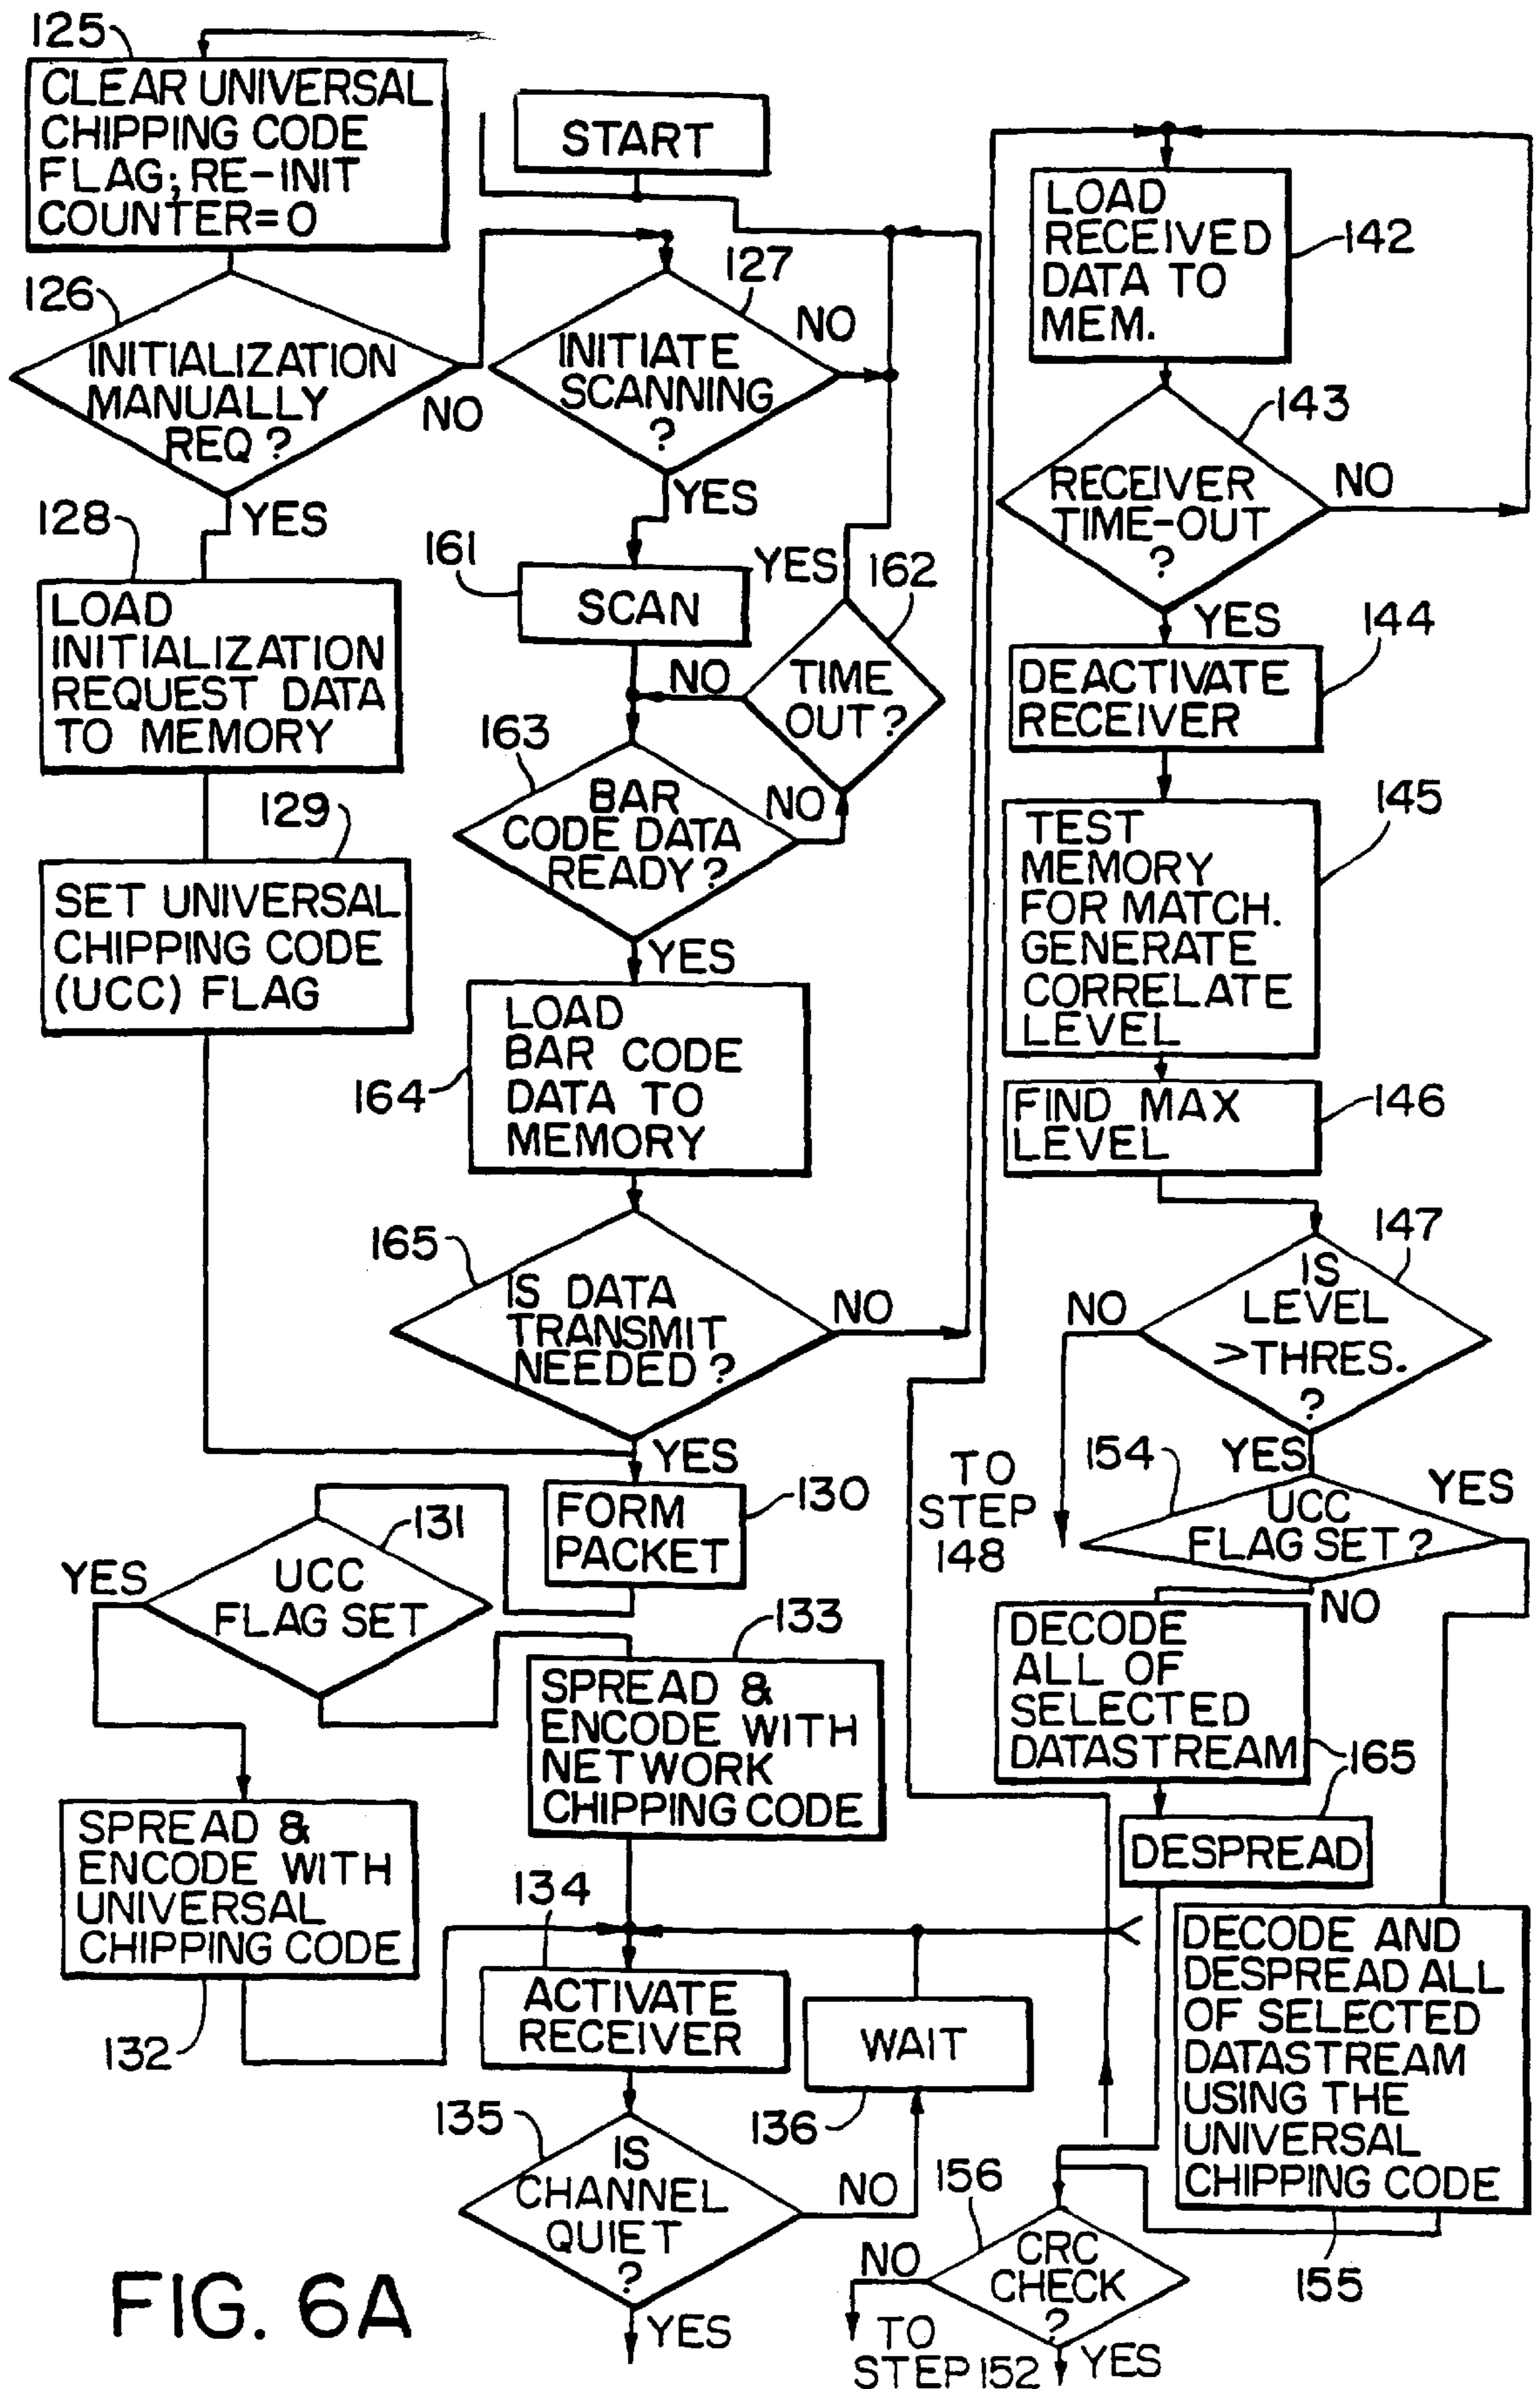 125
CLEAR UNIVERSAL
CHIPPING CODE
FLAG; RE-INIT
COUNTER=0
START
126
INITIALIZATION
MANUALLY
REQ ?
NO
YES
127
INITIATE
SCANNING
?
NO
YES
128
LOAD
INITIALIZATION
REQUEST DATA
TO MEMORY
129
SET UNIVERSAL
CHIPPING CODE
(UCC) FLAG
161
SCAN
YES
162
TIME
OUT?
NO
163
BAR
CODE DATA
READY?
NO
YES
164
LOAD
BAR CODE
DATA TO
MEMORY
165
IS DATA
TRANSMIT
NEEDED?
NO
YES
130
FORM
PACKET
131
UCC
FLAG SET
YES
133
SPREAD &
ENCODE WITH
NETWORK
CHIPPING CODE
SPREAD &
ENCODE WITH
UNIVERSAL
CHIPPING CODE
132
134
ACTIVATE
RECEIVER
WAIT
136
135
IS
CHANNEL
QUIET
?
NO
YES
LOAD
RECEIVED
DATA TO
MEM.
142
143
RECEIVER
TIME-OUT
?
NO
YES
144
DEACTIVATE
RECEIVER
145
TEST
MEMORY
FOR MATCH.
GENERATE
CORRELATE
LEVEL
FIND MAX
LEVEL
146
147
IS
LEVEL
>THRES.
?
NO
YES
TO
STEP
148
154
UCC
FLAG SET?
YES
NO
DECODE
ALL OF
SELECTED
DATASTREAM
165
165
DESPREAD
DECODE AND
DESPREAD ALL
OF SELECTED
DATASTREAM
USING THE
UNIVERSAL
CHIPPING CODE
155
156
CRC
CHECK
?
NO
TO
STEP 152
YES
FIG. 6A